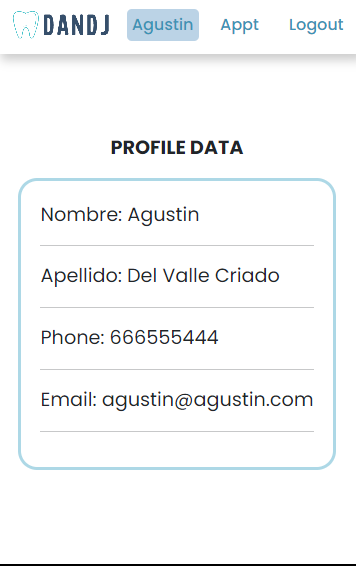 DANDJ Agustin Appt Logout
PROFILE DATA
Nombre: Agustin
Apellido: Del Valle Criado
Phone: 666555444
Email: agustin@agustin.com